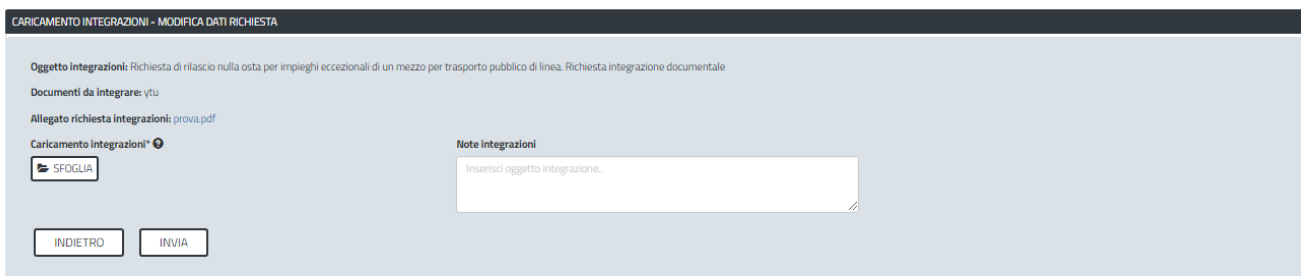 CARICAMENTO INTEGRAZIONI - MODIFICA DATI RICHIESTA
Oggetto integrazioni: Richiesta di rilascio nulla osta per impieghi eccezionali di un mezzo per trasporto pubblico di linea. Richiesta integrazione documentale
Documenti da integrare: ytu
Allegato richiesta integrazioni: prova.pdf
Caricamento integrazioni* Note integrazioni
SFOGLIA Inserisci oggetto integrazione..
INDIETRO INVIA